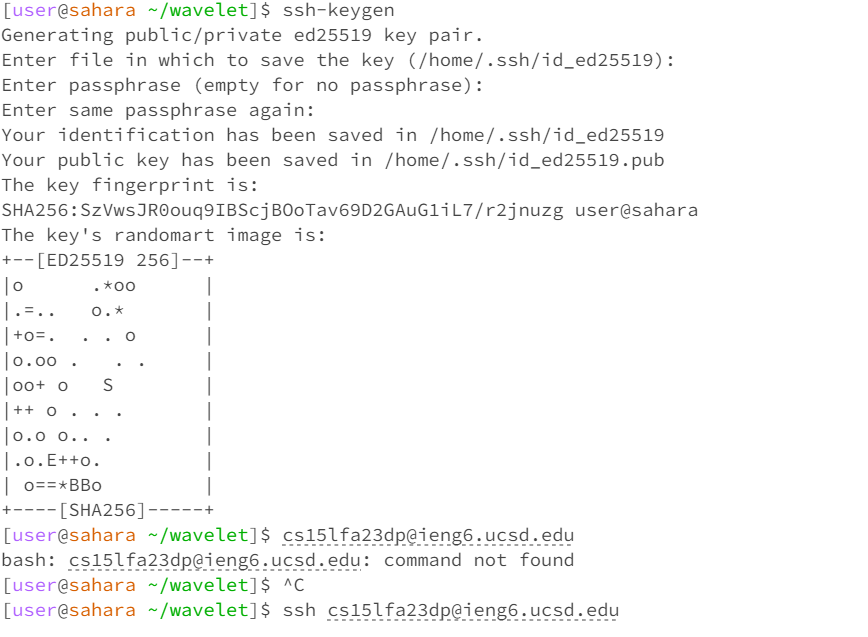 [user@sahara ~/wavelet]$ ssh-keygen
Generating public/private ed25519 key pair.
Enter file in which to save the key (/home/.ssh/id_ed25519):
Enter passphrase (empty for no passphrase):
Enter same passphrase again:
Your identification has been saved in /home/.ssh/id_ed25519
Your public key has been saved in /home/.ssh/id_ed25519.pub
The key fingerprint is:
SHA256:SzVwsJR0ouq9IBScjBOoTav69D2GAuG1iL7/r2jnuzg user@sahara
The key's randomart image is:
+--[ED25519 256]--+
|o      .*oo      |
|.=..   o.*       |
|+o=.  . . o      |
|o.oo .   . .     |
|oo+ o   S        |
|++ o . . .       |
|o.o o.. .        |
|.o.E++o.         |
| o==*BBo         |
+----[SHA256]-----+
[user@sahara ~/wavelet]$ cs15lfa23dp@ieng6.ucsd.edu
bash: cs15lfa23dp@ieng6.ucsd.edu: command not found
[user@sahara ~/wavelet]$ ^C
[user@sahara ~/wavelet]$ ssh cs15lfa23dp@ieng6.ucsd.edu